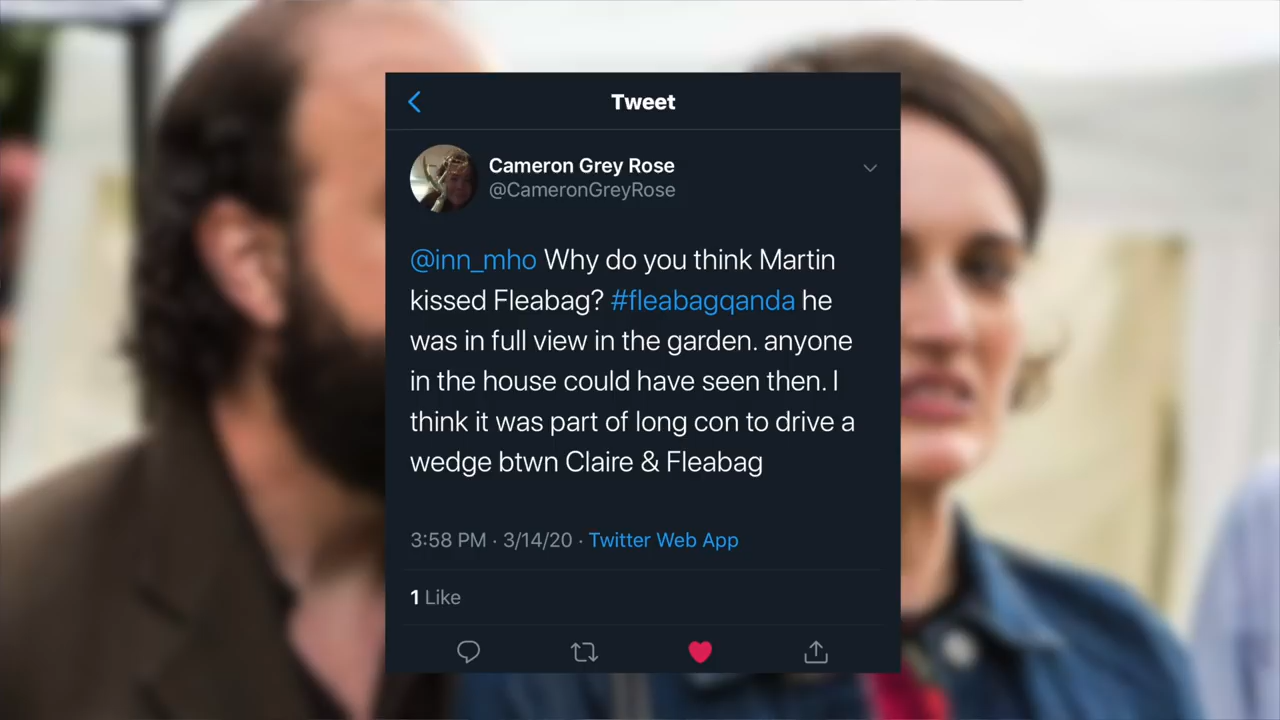 Tweet
Cameron Grey Rose
@CameronGreyRose
@inn_mho Why do you think Martin
kissed Fleabag? #fleabagqanda he
was in full view in the garden. anyone
in the house could have seen then. I
think it was part of long con to drive a
wedge btwn Claire & Fleabag
3:58 PM · 3/14/20 · Twitter Web App
1 Like